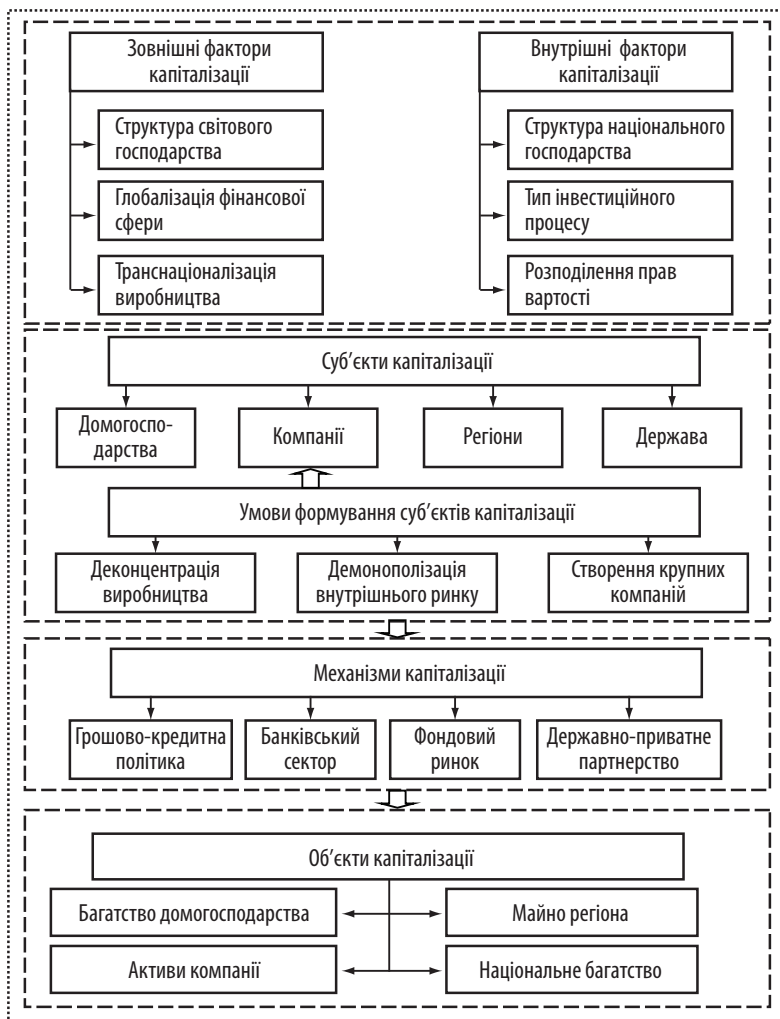 Зовнішні фактори
капіталізації
Структура світового
господарства
Глобалізація фінансової
сфери
Транснаціоналізація
виробництва
Внутрішні фактори
капіталізації
Структура національного
господарства
Тип інвестиційного
процесу
Розподілення прав
вартості
Суб’єкти капіталізації
Домогоспо-
дарства
Компанії
Регіони
Держава
Умови формування суб’єктів капіталізації
Деконцентрація
виробництва
Демонополізація
внутрішнього ринку
Створення крупних
компаній
Механізми капіталізації
Грошово-кредитна
політика
Банківський
сектор
Фондовий
ринок
Державно-приватне
партнерство
Об’єкти капіталізації
Багатство домогосподарства
Майно регіона
Активи компанії
Національне багатство